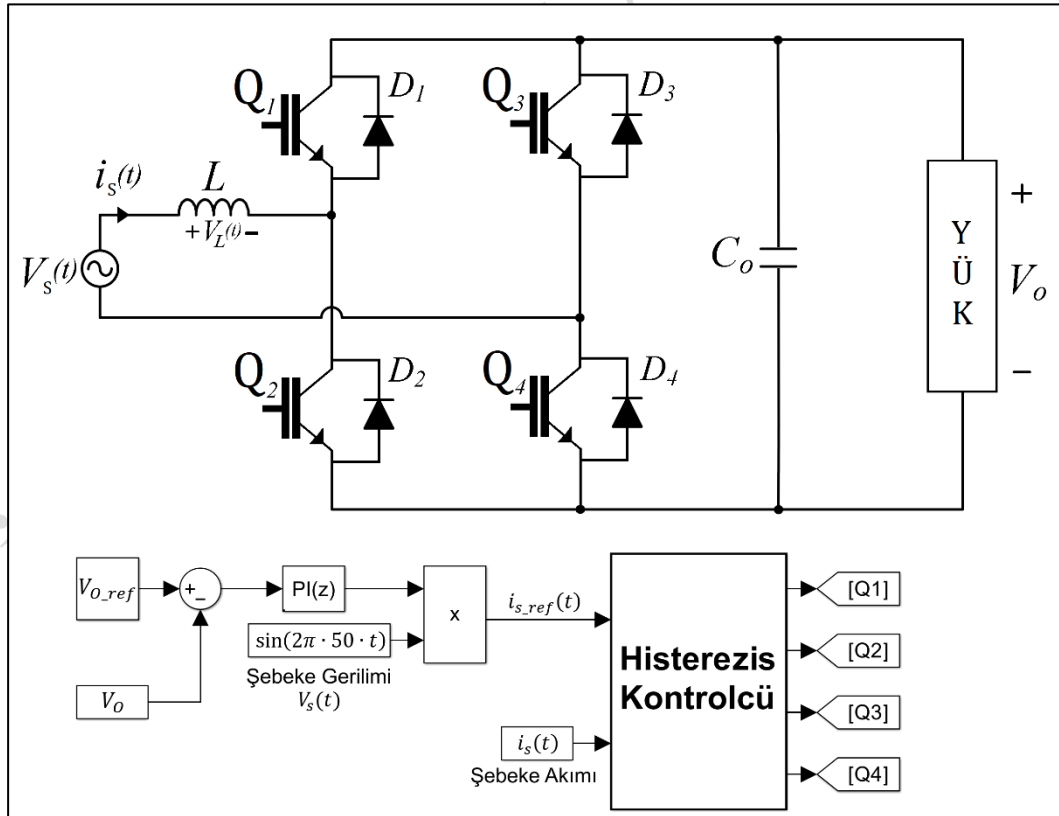 Q1
D1
Q3
D3
is(t)
L
+VL(t)−
Vs(t)
Co
YÜK
+
Vo
−
Q2
D2
Q4
D4
VO_ref
+
−
PI(z)
x
is_ref(t)
sin(2π · 50 · t)
Şebeke Gerilimi
Vs(t)
VO
is(t)
Şebeke Akımı
Histerezis
Kontrolcü
[Q1]
[Q2]
[Q3]
[Q4]